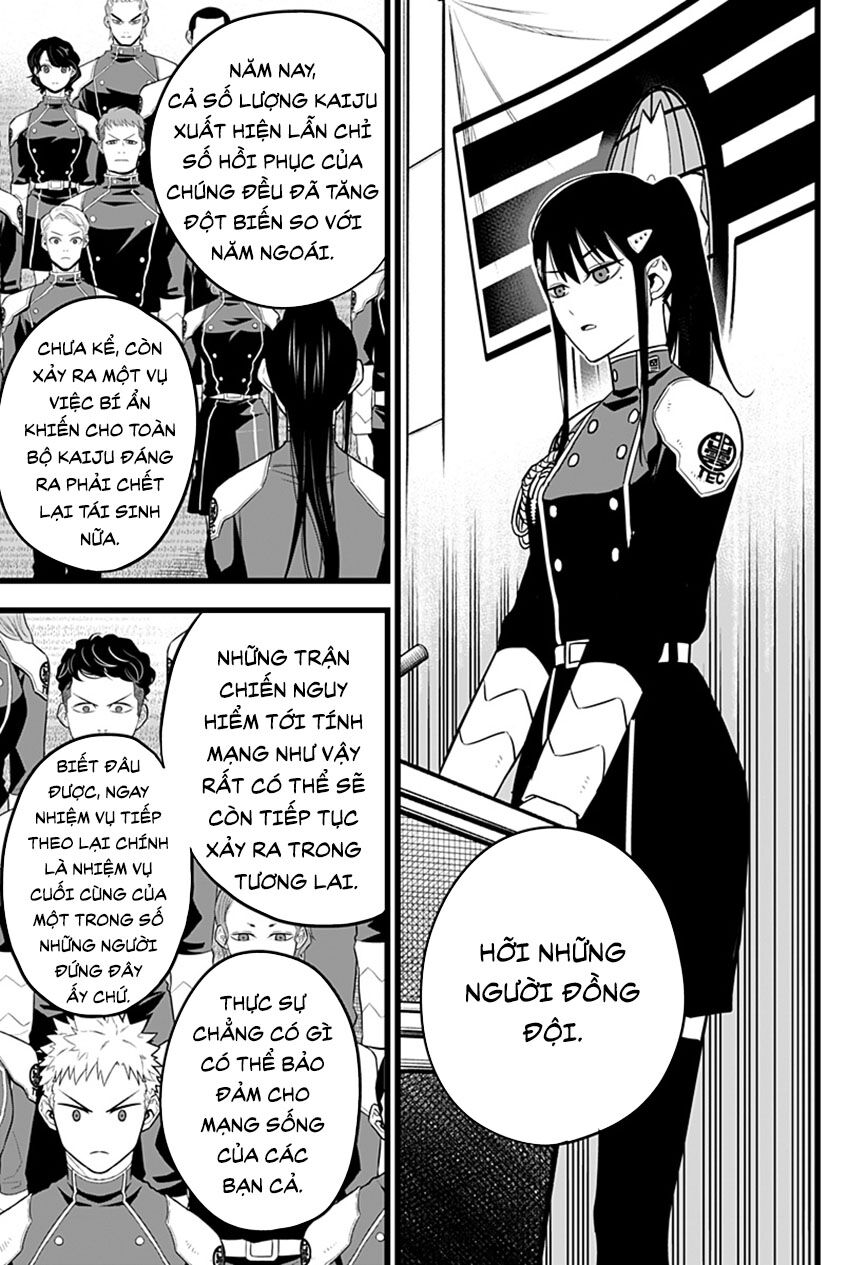 HỠI NHỮNG
NGƯỜI ĐỒNG
ĐỘI.
TEC
NĂM NAY,
CẢ SỐ LƯỢNG KAIJU
XUẤT HIỆN LẪN CHỈ
SỐ HỒI PHỤC CỦA
CHÚNG ĐỀU ĐÃ TĂNG
ĐỘT BIẾN SO VỚI
NĂM NGOÁI.
CHƯA KỂ, CÒN
XẢY RA MỘT VỤ
VIỆC BÍ ẨN
KHIẾN CHO TOÀN
BỘ KAIJU ĐÁNG
RA PHẢI CHẾT
LẠI TÁI SINH
NỮA.
NHỮNG TRẬN
CHIẾN NGUY
HIỂM TỚI TÍNH
MẠNG NHƯ VẬY
RẤT CÓ THỂ SẼ
CÒN TIẾP TỤC
XẢY RA TRONG
TƯƠNG LAI.
BIẾT ĐÂU
ĐƯỢC, NGAY
NHIỆM VỤ TIẾP
THEO LẠI CHÍNH
LÀ NHIỆM VỤ
CUỐI CÙNG CỦA
MỘT TRONG SỐ
NHỮNG NGƯỜI
ĐỨNG ĐÂY
ẤY CHỨ.
THỰC SỰ
CHẲNG CÓ GÌ
CÓ THỂ BẢO
ĐẢM CHO
MẠNG SỐNG
CỦA CÁC
BẠN CẢ.